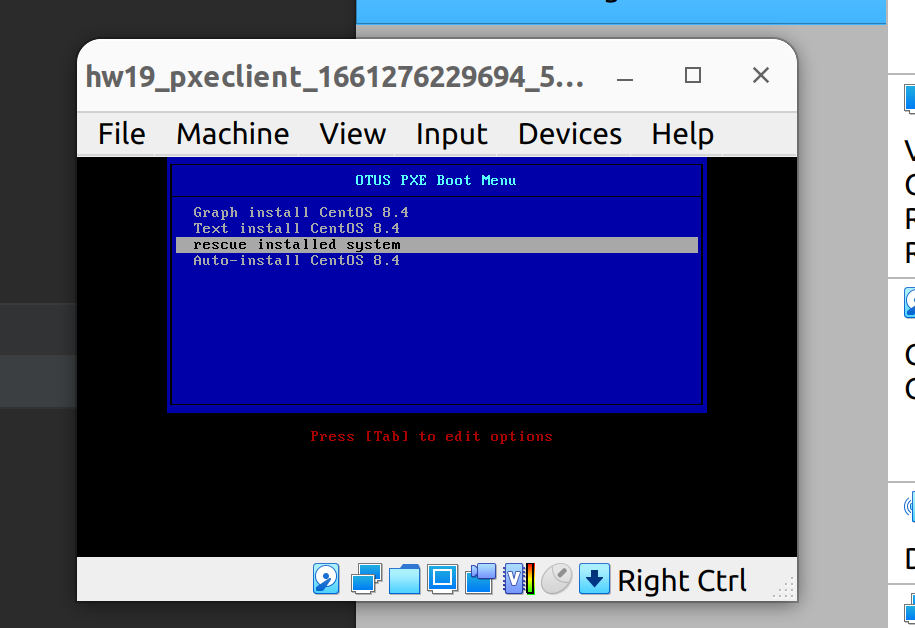 hw19_pxeclient_1661276229694_5...
File Machine View Input Devices Help
OTUS PXE Boot Menu
Graph install CentOS 8.4
Text install CentOS 8.4
rescue installed system
Auto-install CentOS 8.4
Press [Tab] to edit options
Right Ctrl